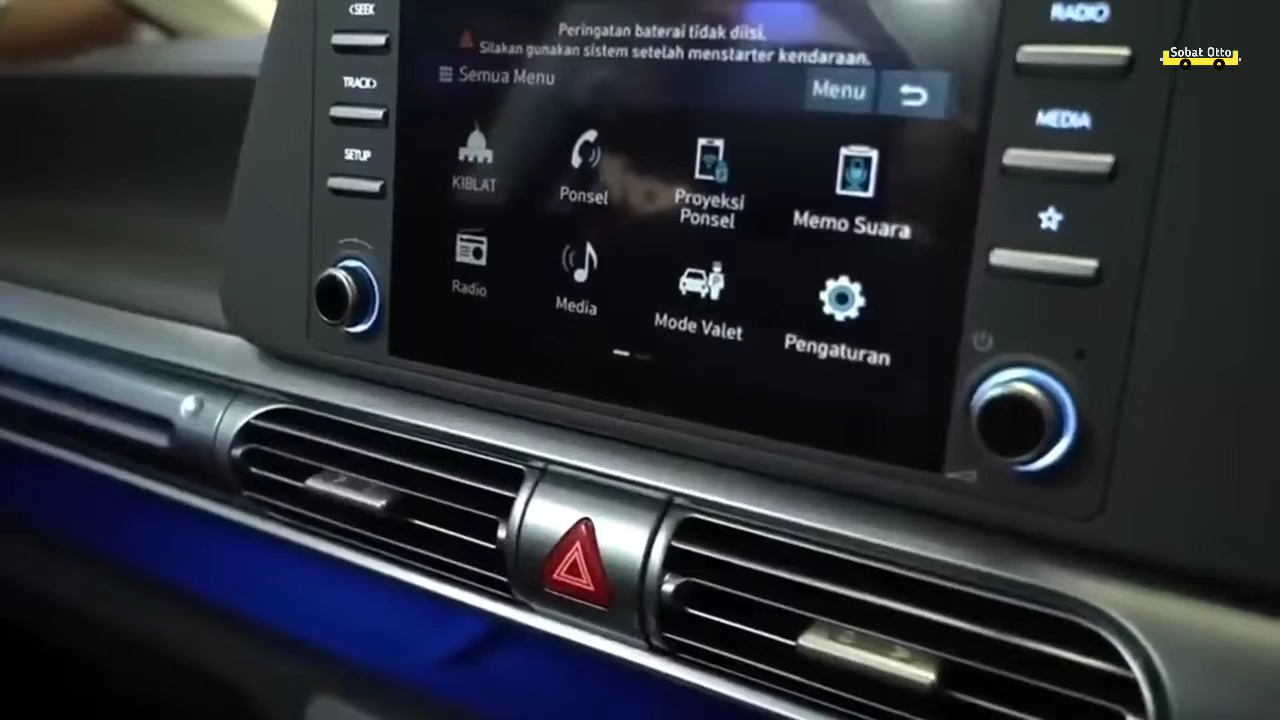 <SEEK
TRACK>
SETUP
Peringatan baterai tidak diisi.
Silakan gunakan sistem setelah menstarter kendaraan.
Semua Menu
Menu
KIBLAT
Ponsel
Proyeksi
Ponsel
Memo Suara
Radio
Media
Mode Valet
Pengaturan
RADIO
MEDIA
Sobat Otto